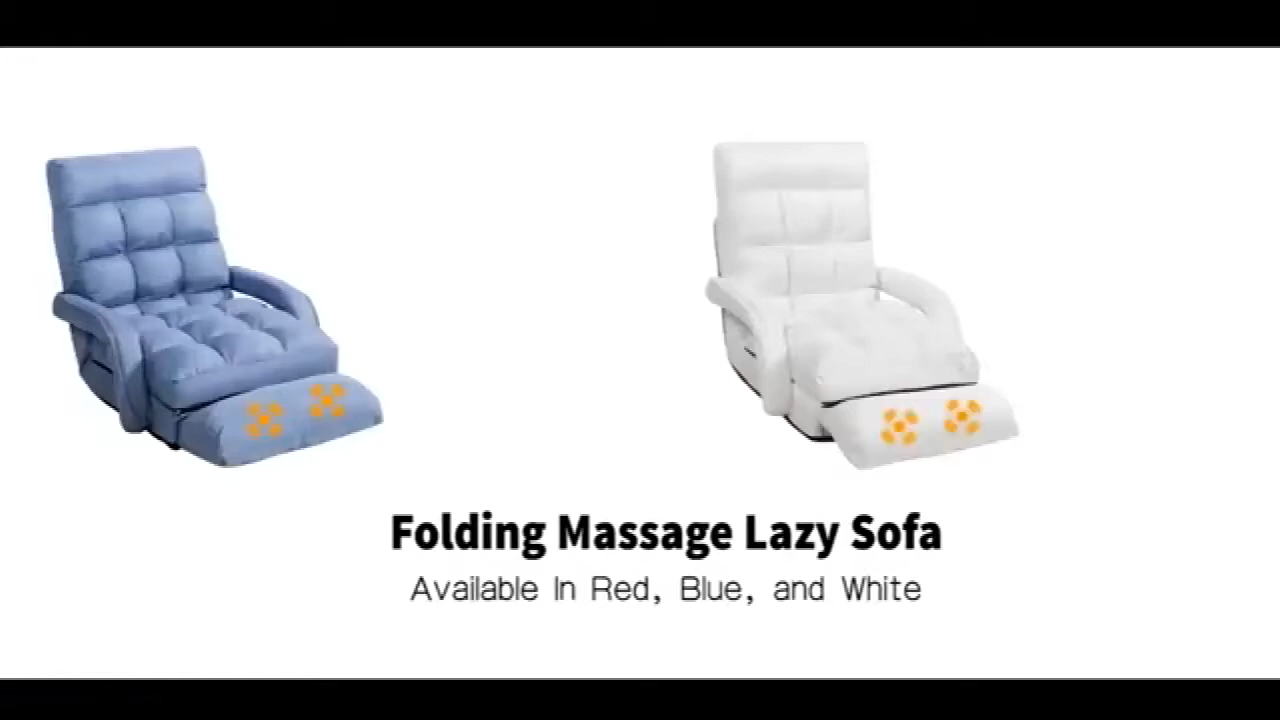 Folding Massage Lazy Sofa
Available In Red, Blue, and White